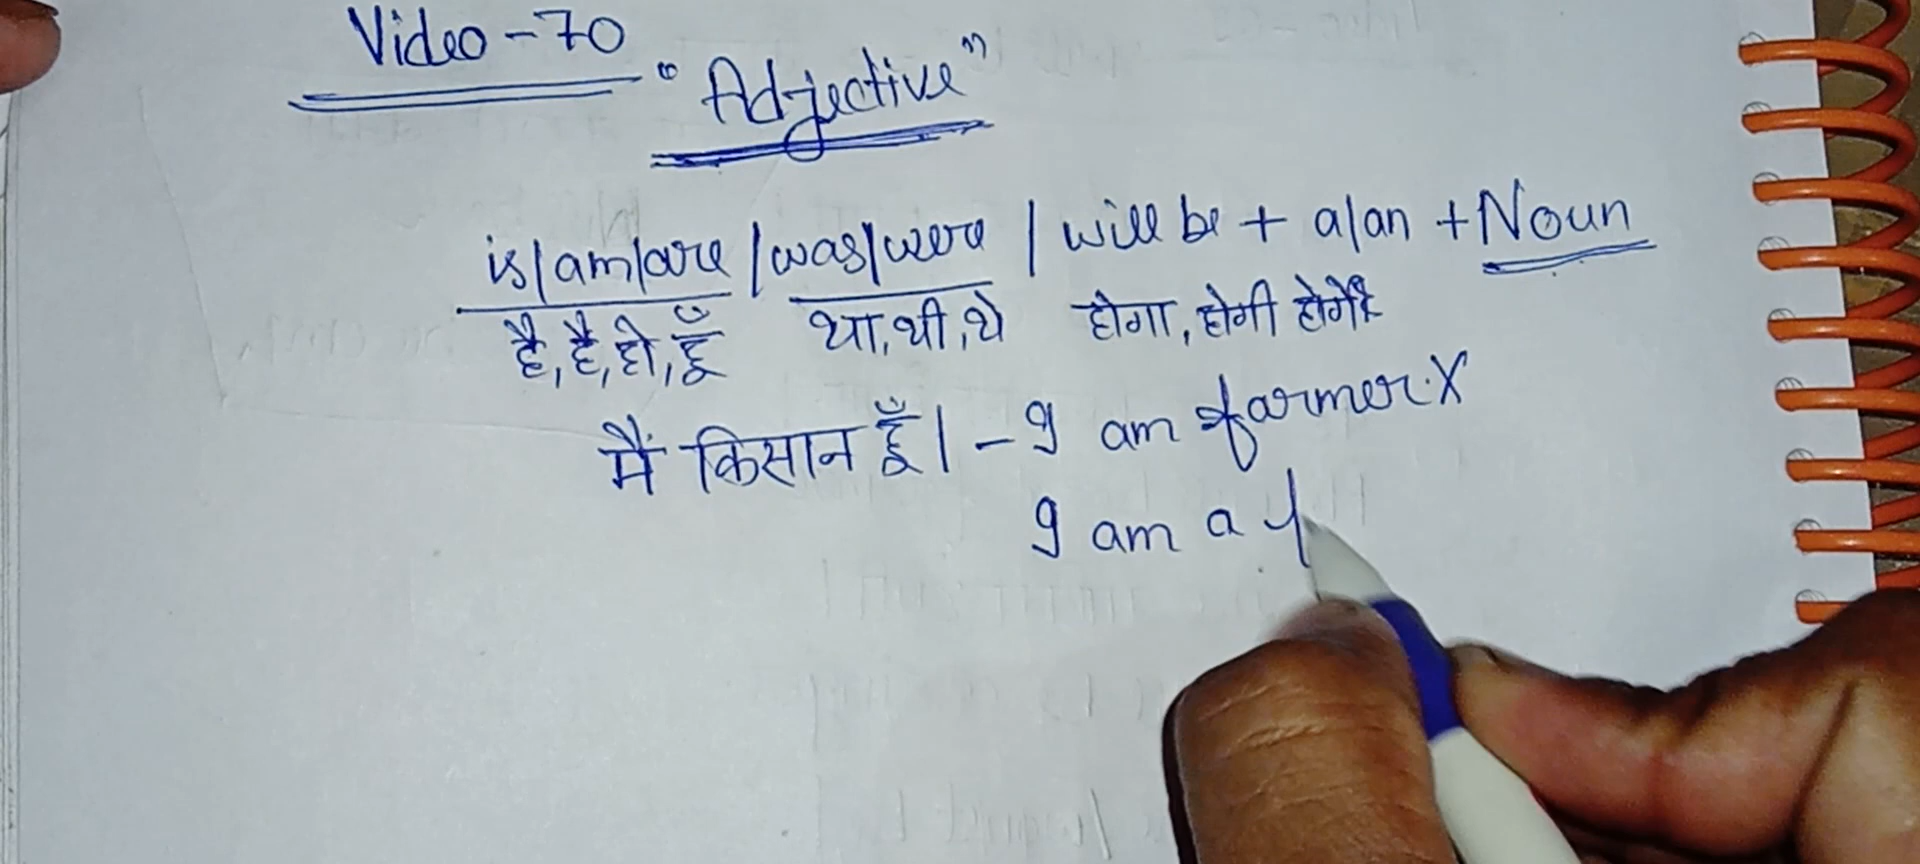 Video - 70
"Adjective"
is/am/are / was/were / will be + a/an + Noun
है, है, हो, हूँ था, थी, थे होगा, होगी होंगे
मैं किसान हूँ। - I am farmer. X
I am a f